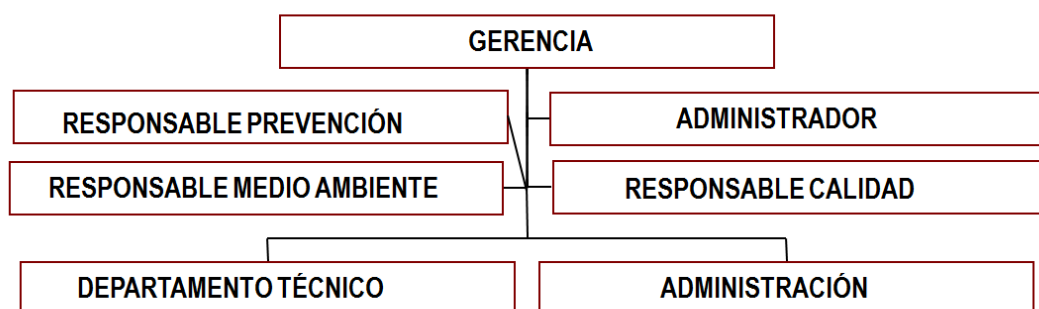 GERENCIA
RESPONSABLE PREVENCIÓN
ADMINISTRADOR
RESPONSABLE MEDIO AMBIENTE
RESPONSABLE CALIDAD
DEPARTAMENTO TÉCNICO
ADMINISTRACIÓN